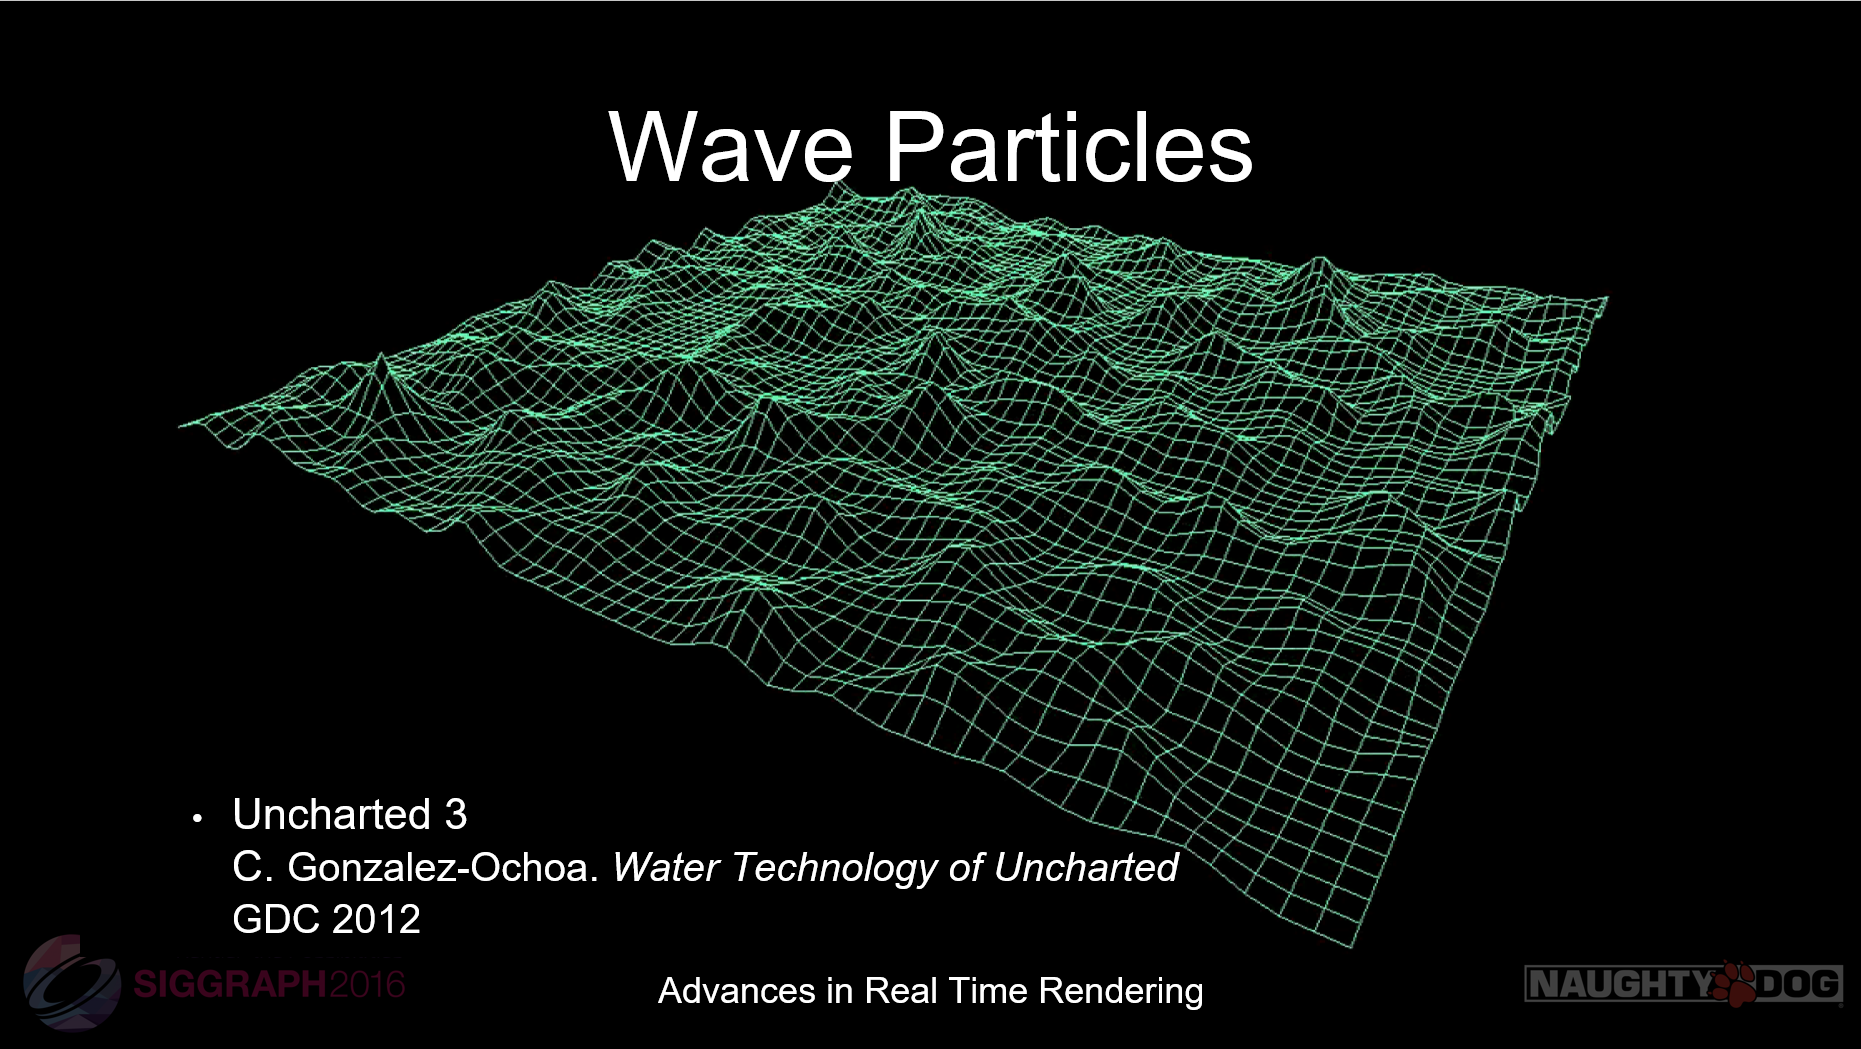 Wave Particles
• Uncharted 3
C. Gonzalez-Ochoa. Water Technology of Uncharted
GDC 2012
SIGGRAPH2016
Advances in Real Time Rendering
NAUGHTY DOG